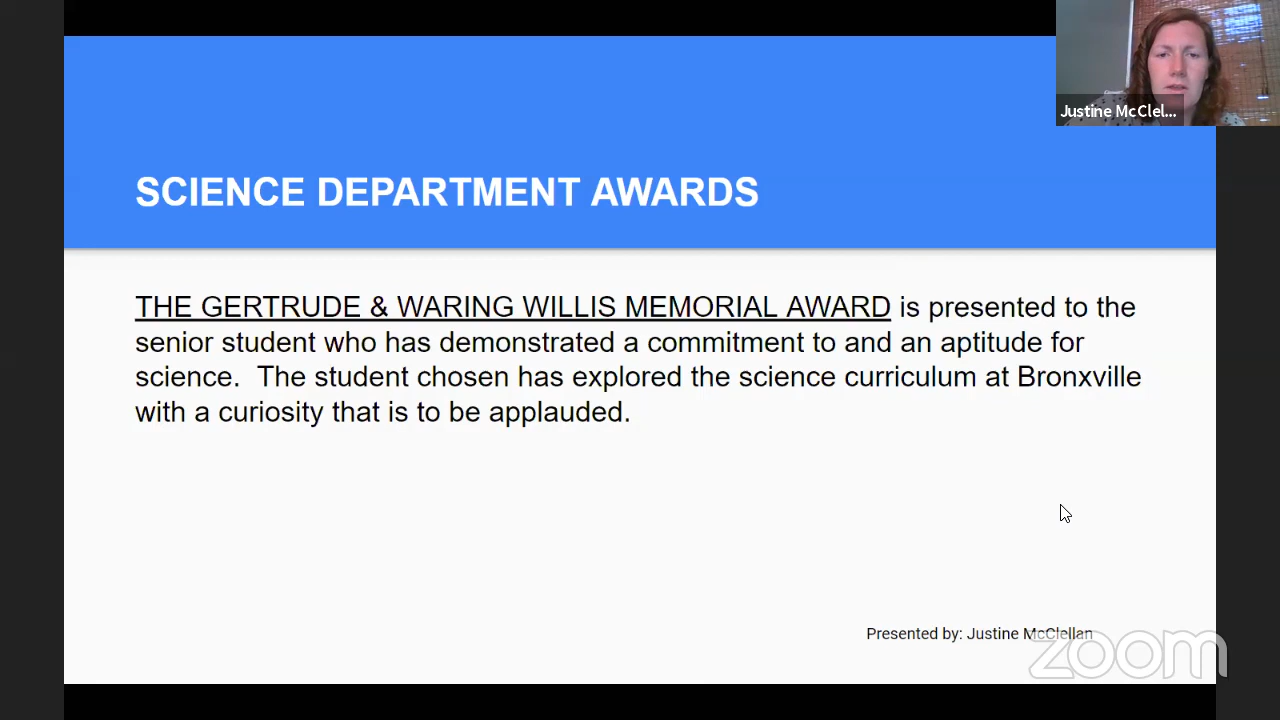 Justine McClel...
SCIENCE DEPARTMENT AWARDS
THE GERTRUDE & WARING WILLIS MEMORIAL AWARD is presented to the
senior student who has demonstrated a commitment to and an aptitude for
science.  The student chosen has explored the science curriculum at Bronxville
with a curiosity that is to be applauded.
Presented by: Justine McClellan
zoom